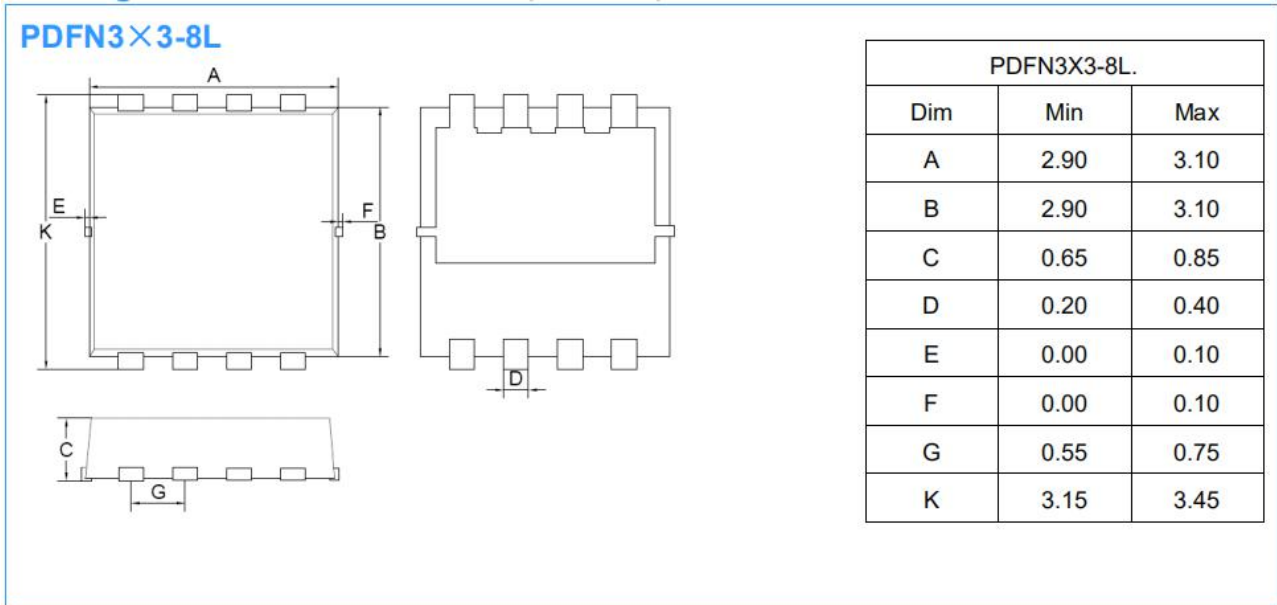 PDFN3×3-8L
A
E
F
K
B
D
C
G
PDFN3X3-8L.
Dim Min Max
A 2.90 3.10
B 2.90 3.10
C 0.65 0.85
D 0.20 0.40
E 0.00 0.10
F 0.00 0.10
G 0.55 0.75
K 3.15 3.45